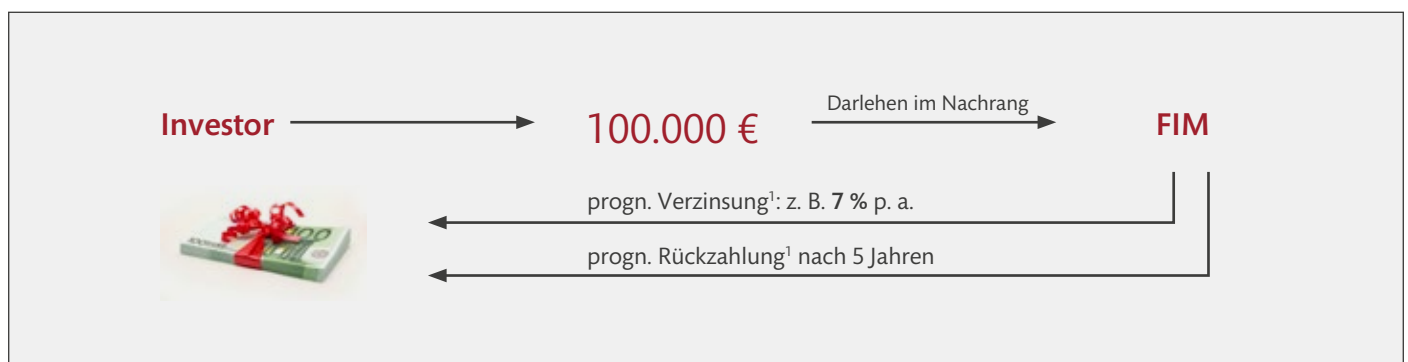 Investor
100.000 €
Darlehen im Nachrang
FIM
progn. Verzinsung¹: z. B. 7 % p. a.
progn. Rückzahlung¹ nach 5 Jahren